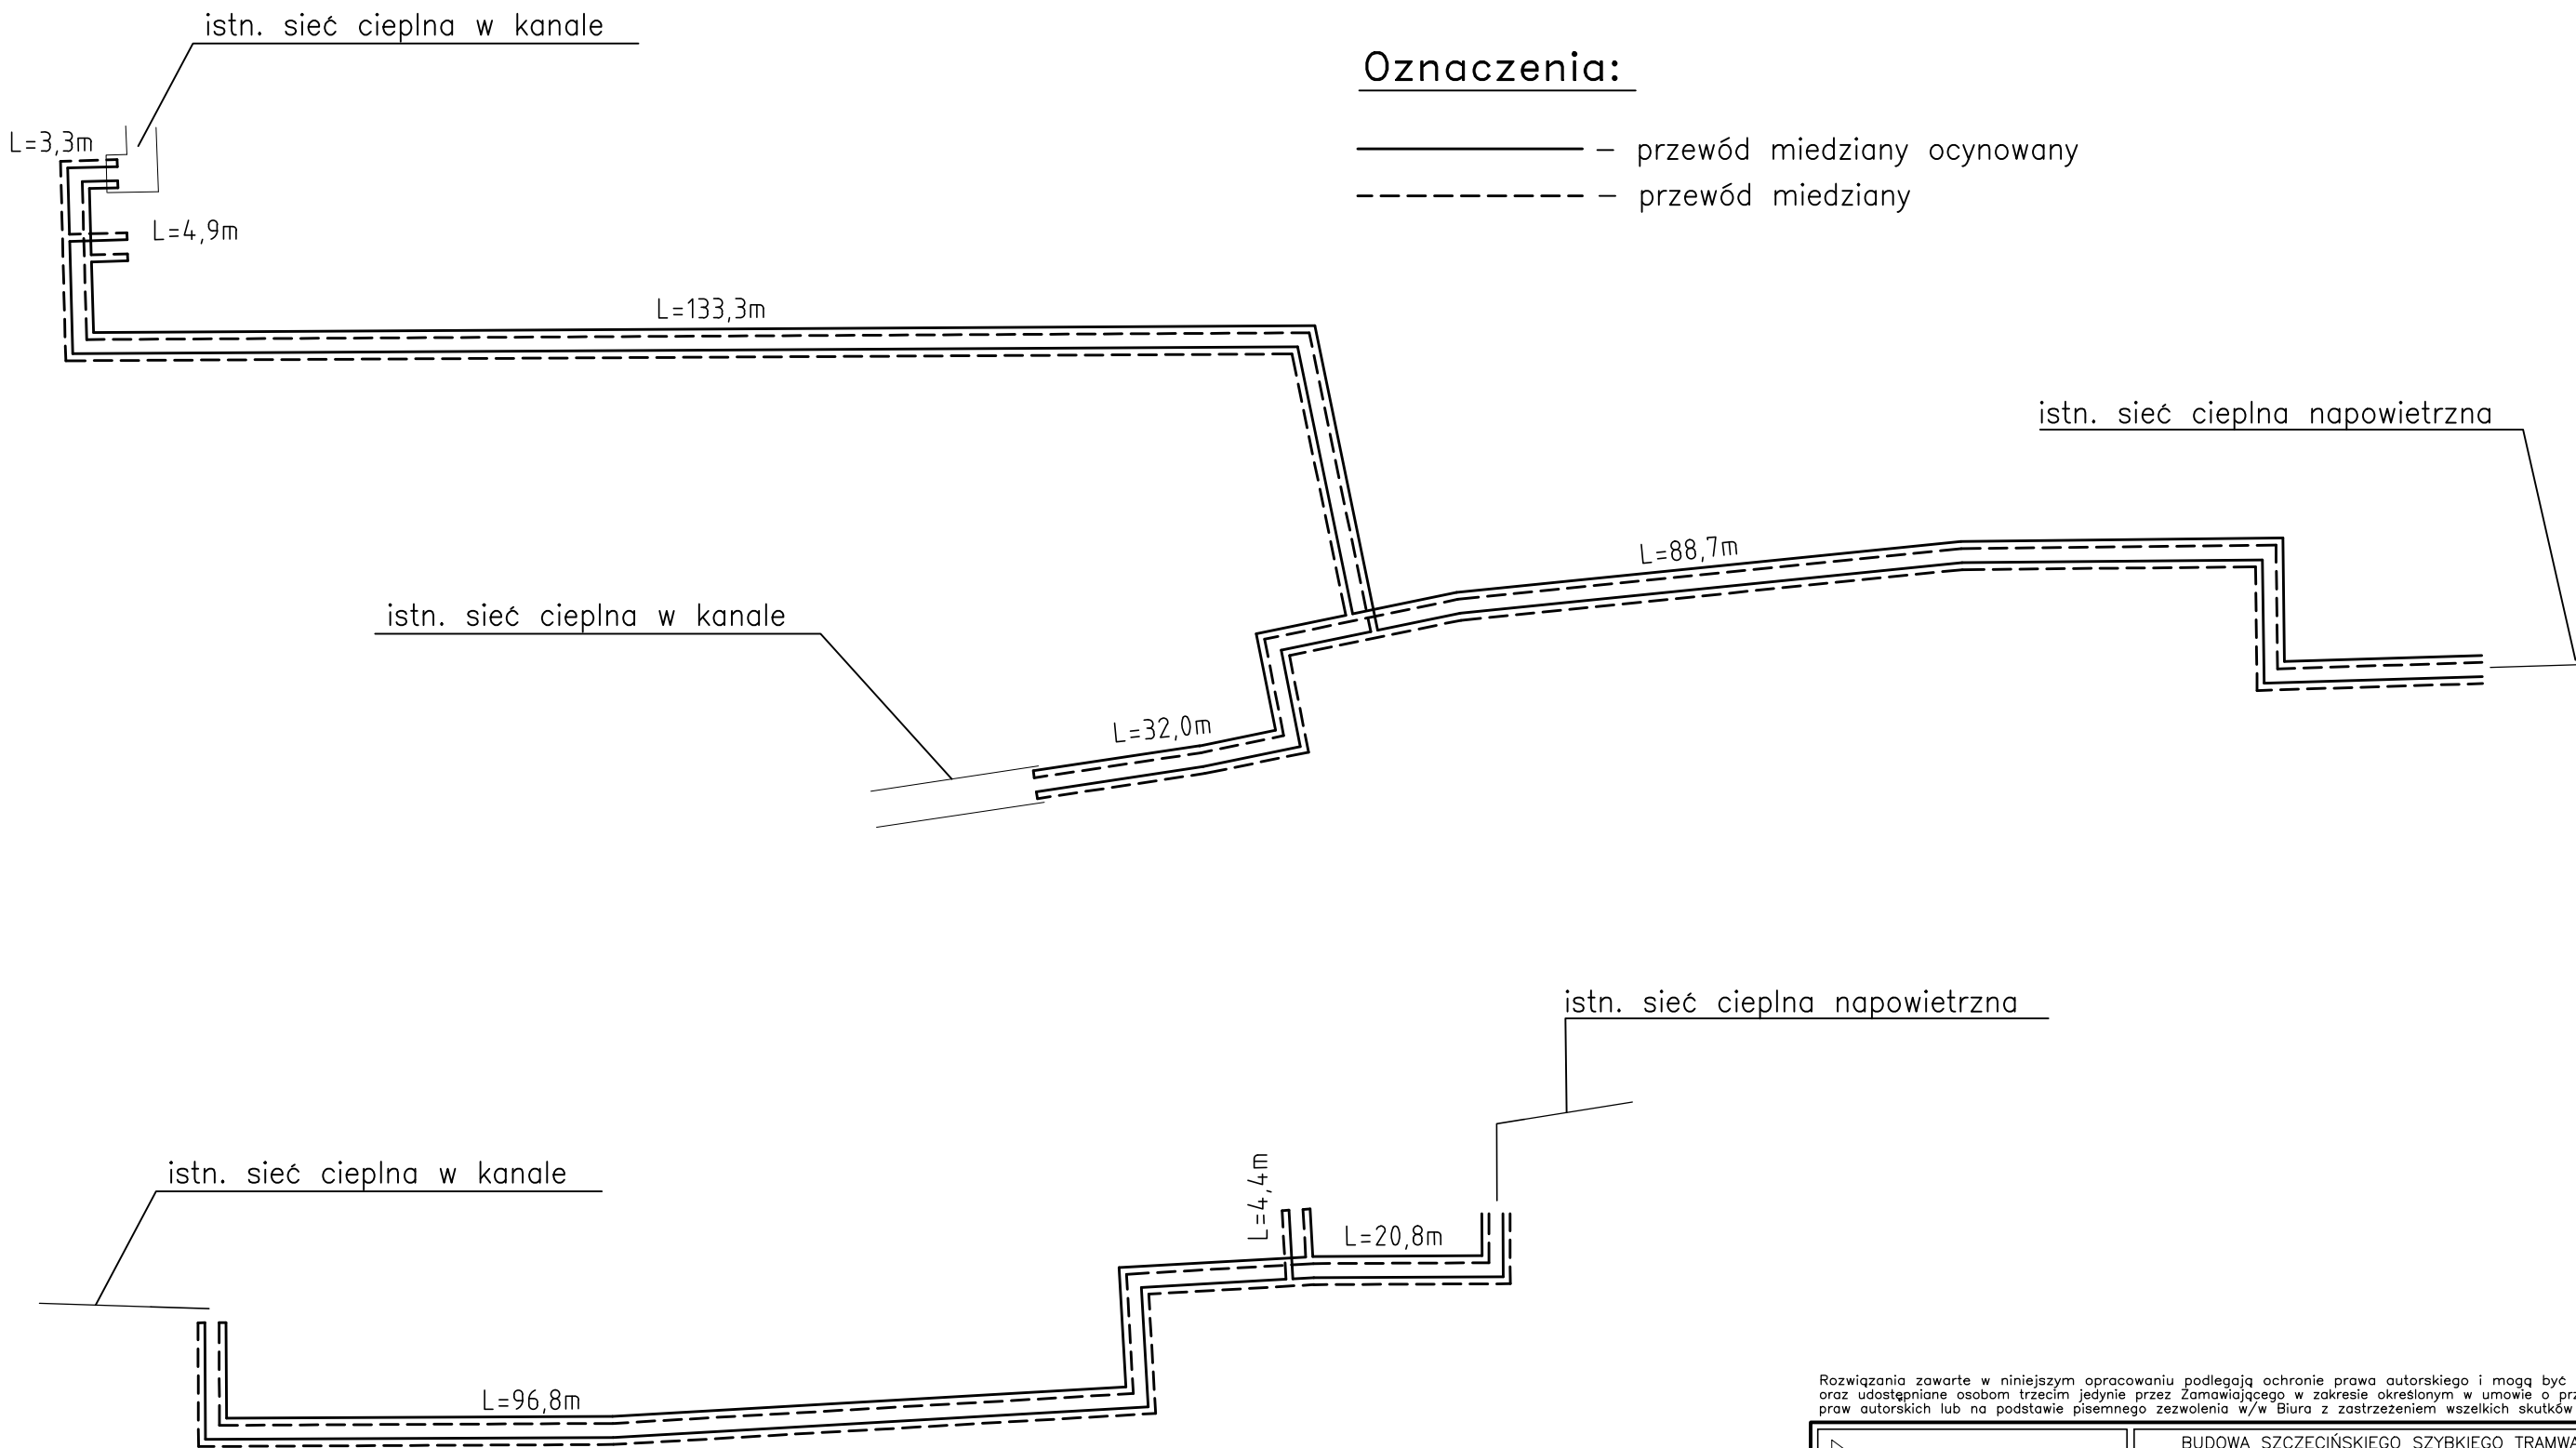 istn. sieć cieplna w kanale
Oznaczenia:
L=3,3m
przewód miedziany ocynowany
przewód miedziany
L=4,9m
L=133,3m
istn. sieć cieplna napowietrzna
L=88,7m
istn. sieć cieplna w kanale
L=32,0m
istn. sieć cieplna napowietrzna
L=4,4m
istn. sieć cieplna w kanale
L=20,8m
L=96,8m
Rozwiązania zawarte w niniejszym opracowaniu podlegają ochronie prawa autorskiego i mogą być
oraz udostępniane osobom trzecim jedynie przez Zamawiającego w zakresie określonym w umowie o
praw autorskich lub na podstawie pisemnego zezwolenia w/w Biura z zastrzeżeniem wszelkich skutków
BUDOWA SZCZECIŃSKIEGO SZYBKIEGO